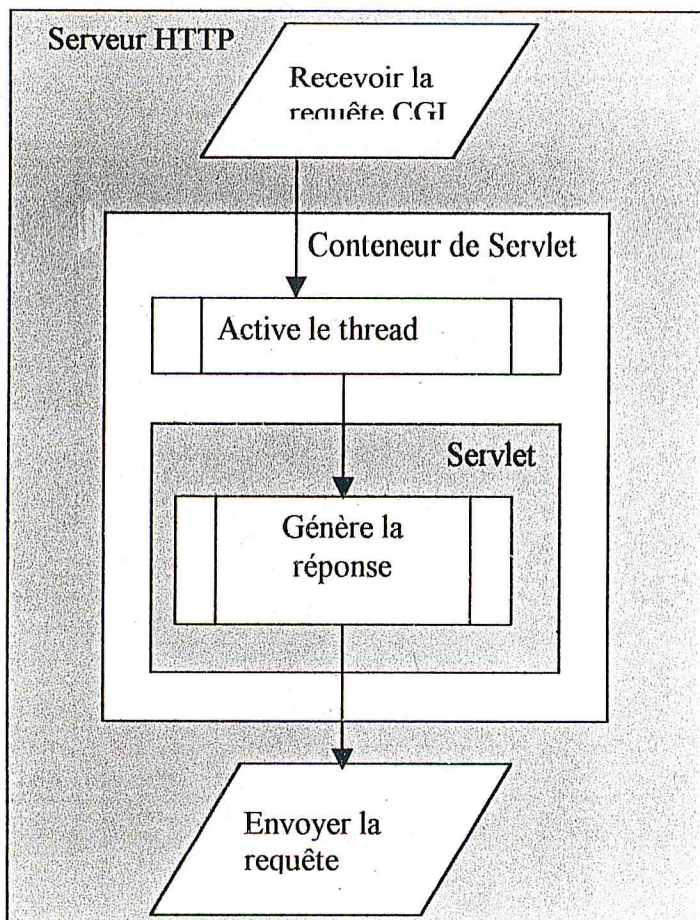 Serveur HTTP
Recevoir la
requête CGI
Conteneur de Servlet
Active le thread
Servlet
Génère la
réponse
Envoyer la
requête